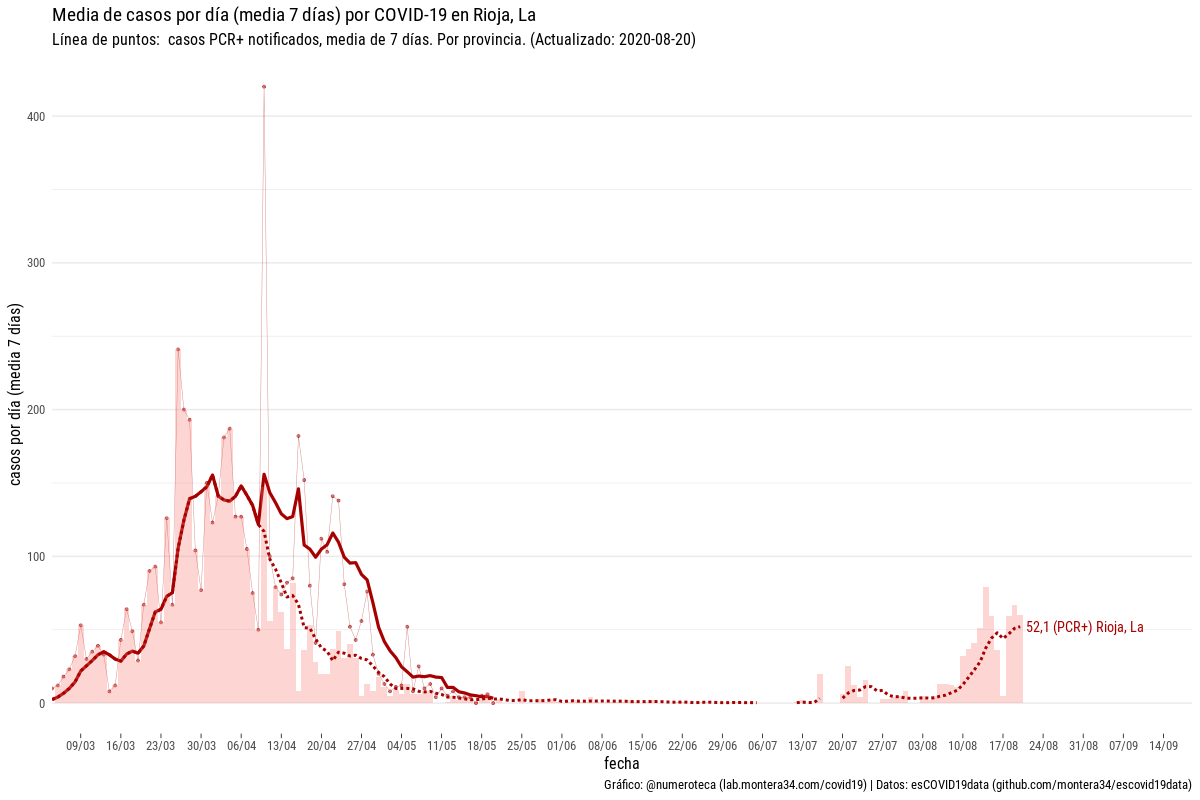 Media de casos por día (media 7 días) por COVID-19 en Rioja, La
Línea de puntos:  casos PCR+ notificados, media de 7 días. Por provincia. (Actualizado: 2020-08-20)
casos por día (media 7 días)
400
300
200
100
0
52,1 (PCR+) Rioja, La
09/03 16/03 23/03 30/03 06/04 13/04 20/04 27/04 04/05 11/05 18/05 25/05 01/06 08/06 15/06 22/06 29/06 06/07 13/07 20/07 27/07 03/08 10/08 17/08 24/08 31/08 07/09 14/09
fecha
Gráfico: @numeroteca (lab.montera34.com/covid19) | Datos: esCOVID19data (github.com/montera34/escovid19data)